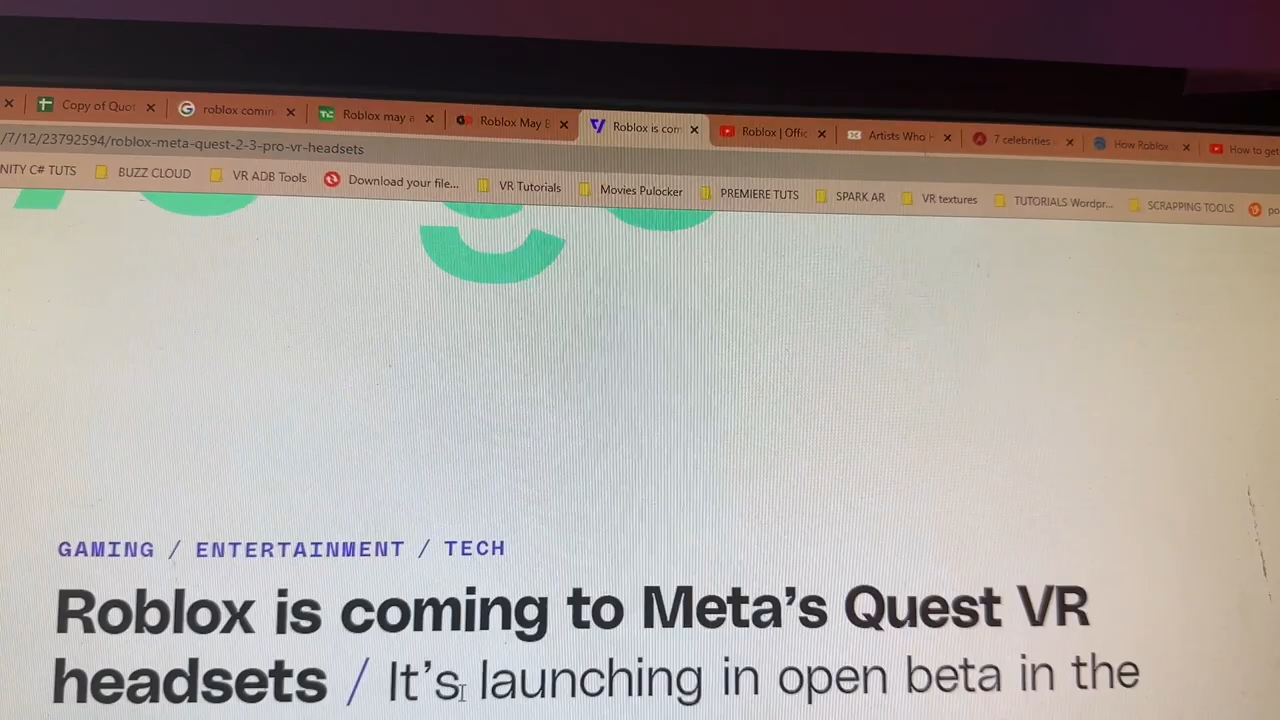 Copy of Quot
roblox comin
Roblox may a
Roblox May B
Roblox is com
Roblox | Offic
Artists Who H
7 celebrities
How Roblox
How to get
/7/12/23792594/roblox-meta-quest-2-3-pro-vr-headsets
NITY C# TUTS
BUZZ CLOUD
VR ADB Tools
Download your file...
VR Tutorials
Movies Pulocker
PREMIERE TUTS
SPARK AR
VR textures
TUTORIALS Wordpr...
SCRAPPING TOOLS
po
GAMING / ENTERTAINMENT / TECH
Roblox is coming to Meta's Quest VR
headsets / It's launching in open beta in the